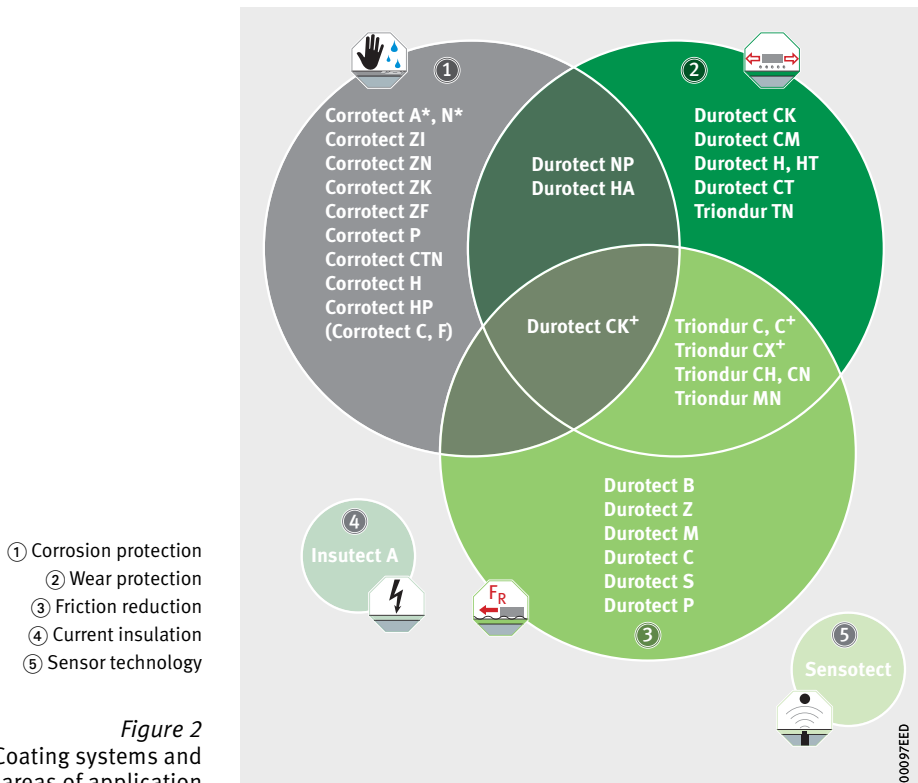 1
Corrotect A*, N*
Corrotect ZI
Corrotect ZN
Corrotect ZK
Corrotect ZF
Corrotect P
Corrotect CTN
Corrotect H
Corrotect HP
(Corrotect C, F)
Durotect NP
Durotect HA
2
Durotect CK
Durotect CM
Durotect H, HT
Durotect CT
Triondur TN
Durotect CK+
Triondur C, C+
Triondur CX+
Triondur CH, CN
Triondur MN
Durotect B
Durotect Z
Durotect M
Durotect C
Durotect S
Durotect P
3
FR
4
Insutect A
5
Sensotect
1 Corrosion protection
2 Wear protection
3 Friction reduction
4 Current insulation
5 Sensor technology
Figure 2
Coating systems and
areas of application
00097EED